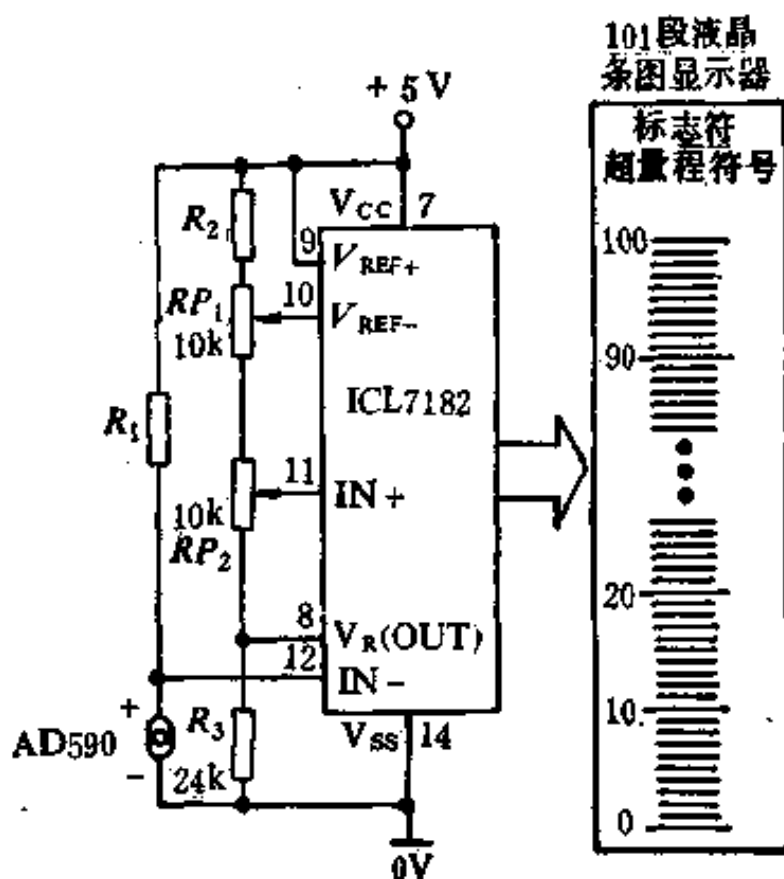 101段液晶
条图显示器
+5V
标志符
超量程符号
Vcc 7
R2
9
VREF+
100
RP1
10
VREF-
10k
90
ICL7182
R1
11
IN+
10k
RP2
20
8
VR(OUT)
12
IN-
10
+
R3
AD590
-
Vss 14
24k
0
0V